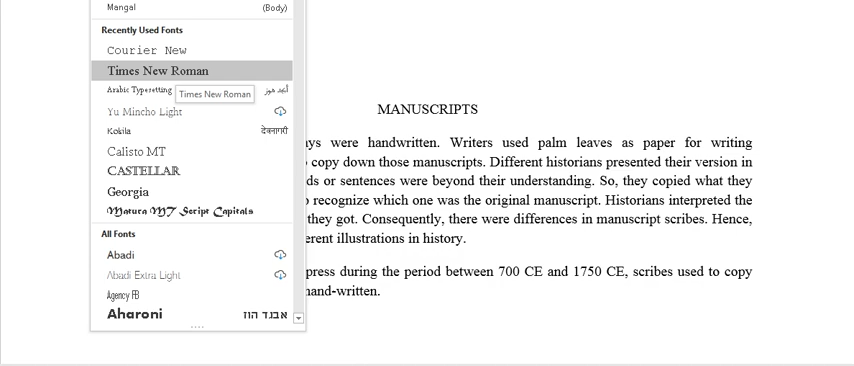 Mangal (Body)
Recently Used Fonts
Courier New
Times New Roman
Arabic Typesetting أبجد هوز
Times New Roman
Yu Mincho Light
Kokila देवनागरी
Calisto MT
CASTELLAR
Georgia
Matura MT Script Capitals
All Fonts
Abadi
Abadi Extra Light
Agency FB
Aharoni אבגד הוז
MANUSCRIPTS
were handwritten. Writers used palm leaves as paper for writing
copy down those manuscripts. Different historians presented their version in
or sentences were beyond their understanding. So, they copied what they
recognize which one was the original manuscript. Historians interpreted the
they got. Consequently, there were differences in manuscript scribes. Hence,
illustrations in history.
press during the period between 700 CE and 1750 CE, scribes used to copy
hand-written.